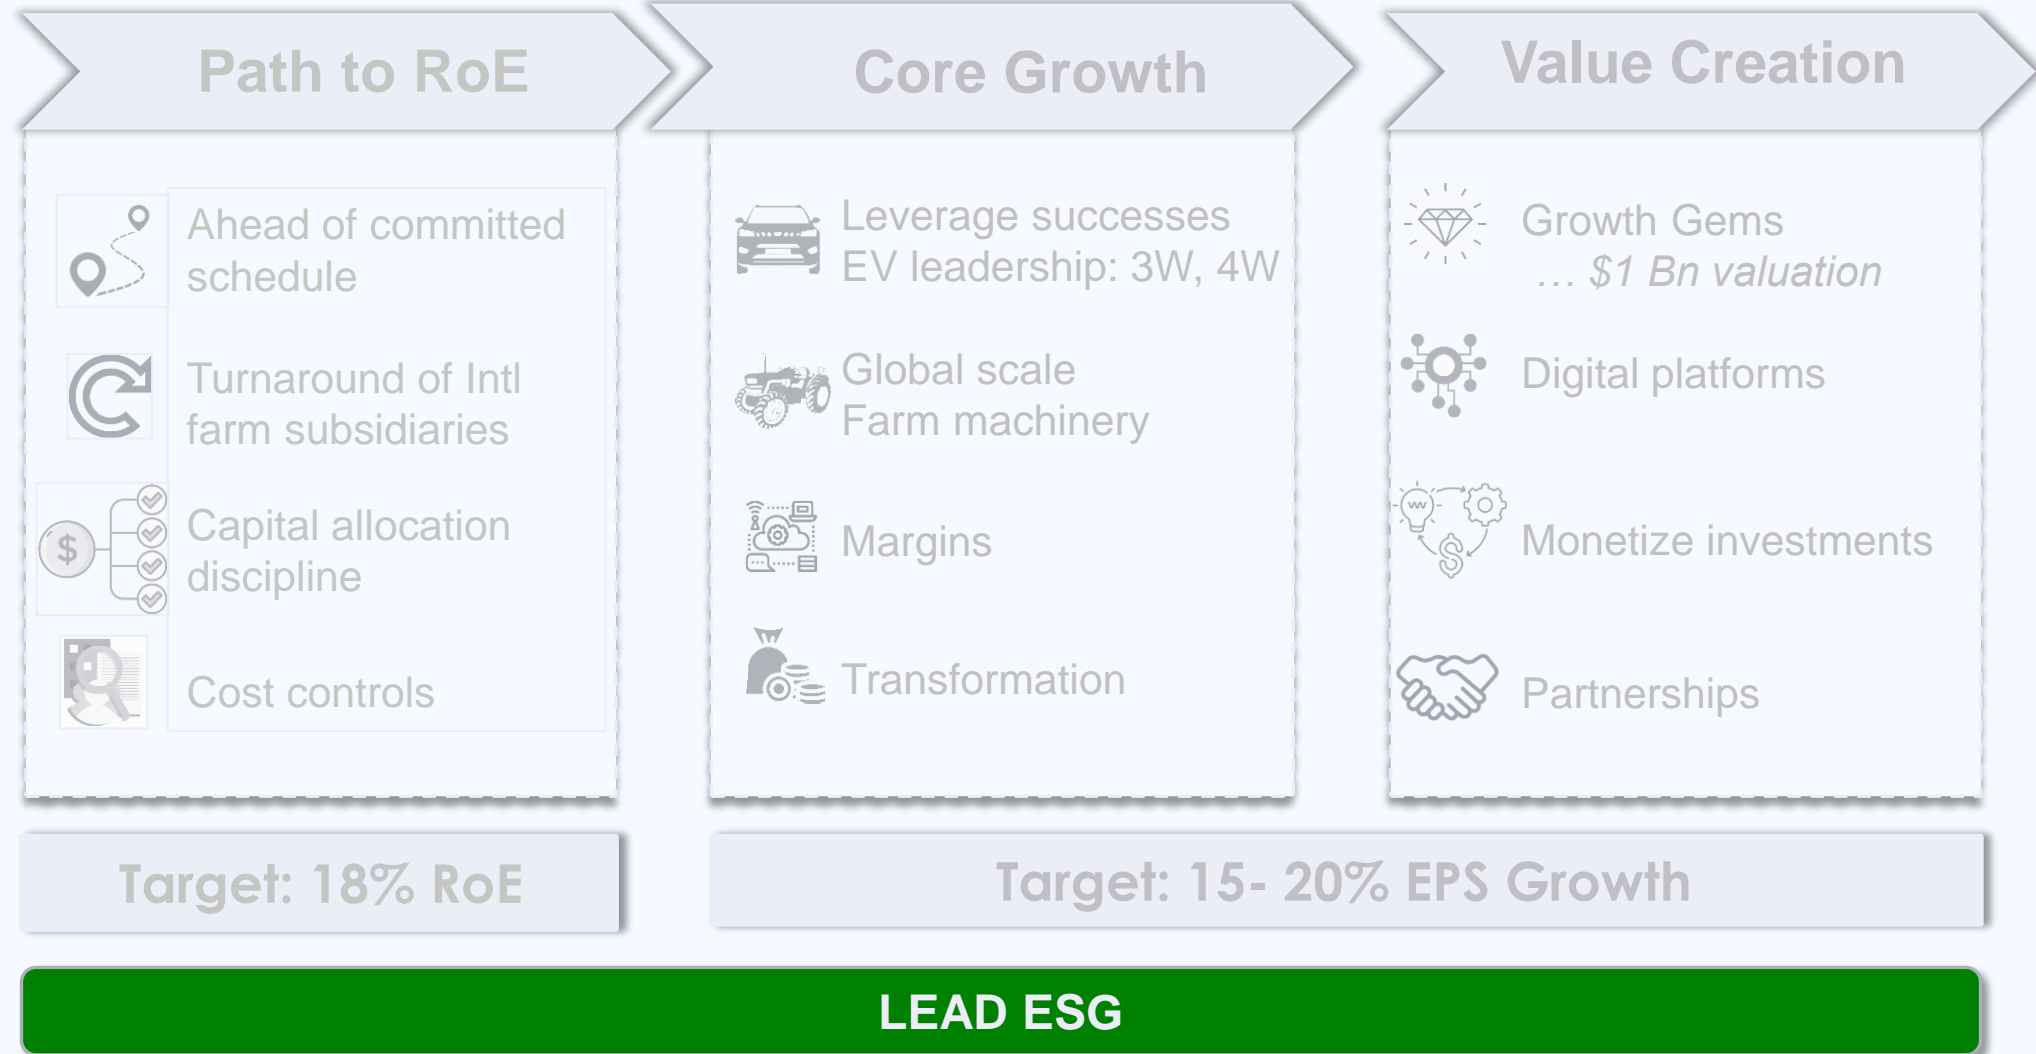 Path to RoE
Ahead of committed
schedule
Turnaround of Intl
farm subsidiaries
Capital allocation
discipline
Cost controls
Core Growth
Leverage successes
EV leadership: 3W, 4W
Global scale
Farm machinery
Margins
Transformation
Value Creation
Growth Gems
… $1 Bn valuation
Digital platforms
Monetize investments
Partnerships
Target: 18% RoE
Target: 15- 20% EPS Growth
LEAD ESG